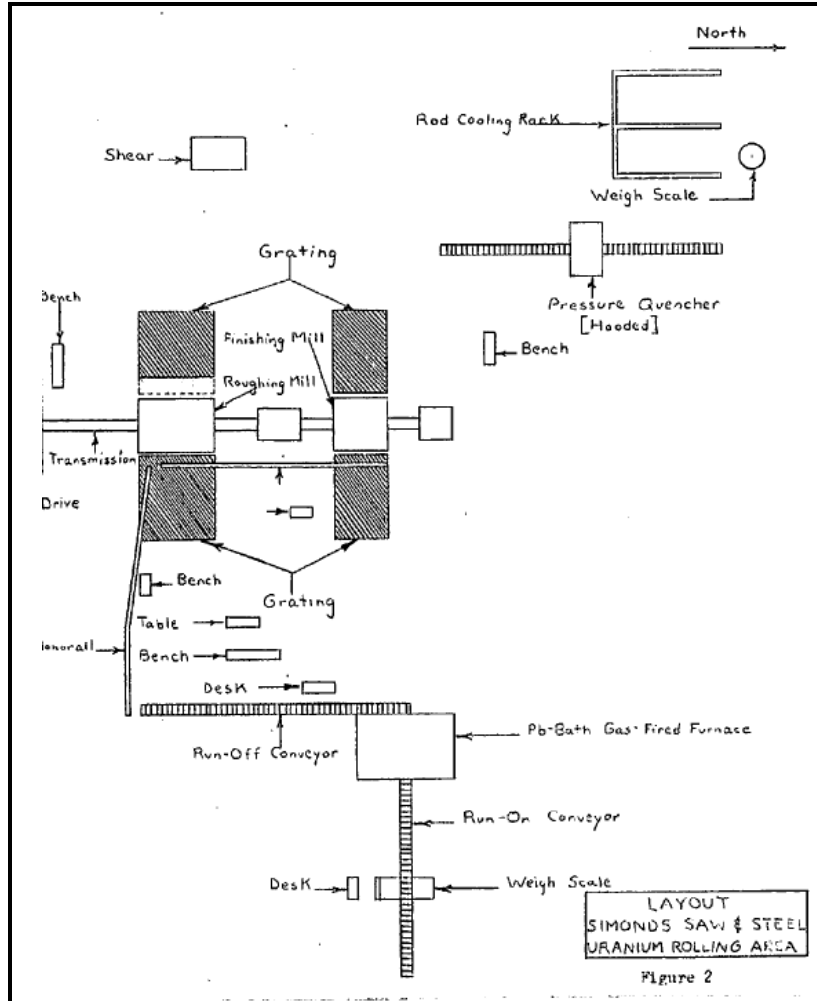 North
Rod Cooling Rack
Shear
Weigh Scale
Grating
Pressure Quencher
[Hooded]
Bench
Finishing Mill
Bench
Roughing Mill
Transmission
Drive
Bench
Grating
Table
Bench
Desk
Pb-Bath Gas-Fired Furnace
Run-Off Conveyor
Run-On Conveyor
Desk
Weigh Scale
LAYOUT
SIMONDS SAW & STEEL
URANIUM ROLLING AREA
Figure 2